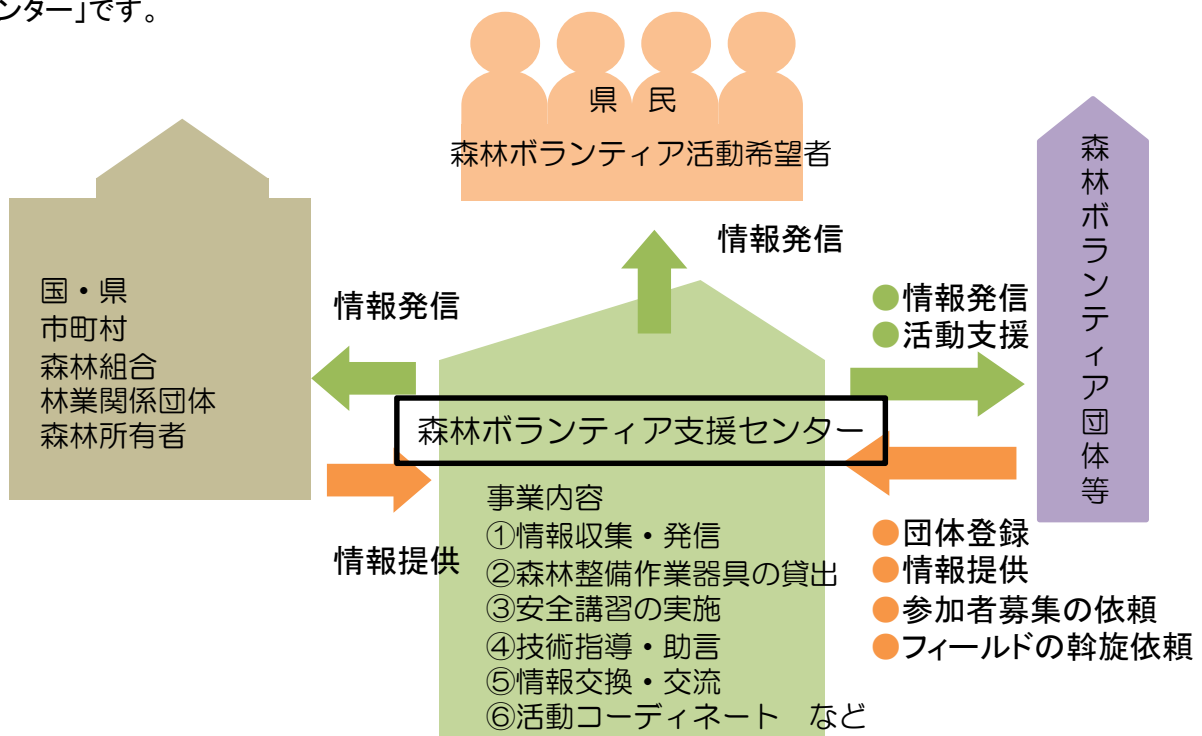 ンター」です。
県　民
森林ボランティア活動希望者
森林ボランティア団体等
情報発信
国・県
市町村
森林組合
林業関係団体
森林所有者
情報発信
●情報発信
●活動支援
森林ボランティア支援センター
情報提供
事業内容
①情報収集・発信
②森林整備作業器具の貸出
③安全講習の実施
④技術指導・助言
⑤情報交換・交流
⑥活動コーディネート　など
●団体登録
●情報提供
●参加者募集の依頼
●フィールドの斡旋依頼